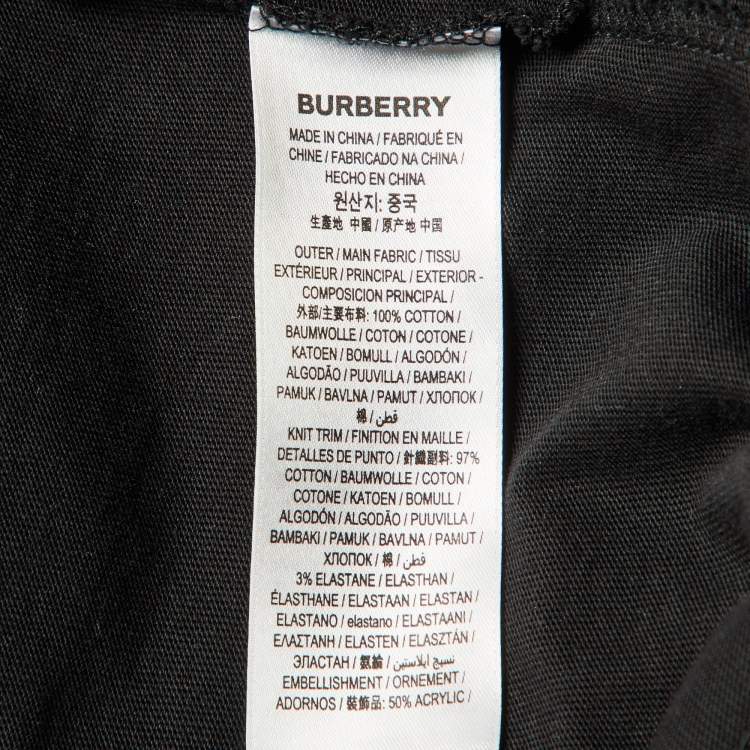 BURBERRY
MADE IN CHINA / FABRIQUÉ EN
CHINE / FABRICADO NA CHINA /
HECHO EN CHINA
원산지: 중국
生產地 中國 / 原产地 中国
OUTER / MAIN FABRIC / TISSU
EXTÉRIEUR / PRINCIPAL / EXTERIOR -
COMPOSICION PRINCIPAL /
外部/主要布料: 100% COTTON /
BAUMWOLLE / COTON / COTONE /
KATOEN / BOMULL / ALGODÓN /
ALGODÃO / PUUVILLA / BAMBAKI /
PAMUK / BAVLNA / PAMUT / ХЛОПОК /
棉 / قطن /
KNIT TRIM / FINITION EN MAILLE /
DETALLES DE PUNTO / 針織副料: 97%
COTTON / BAUMWOLLE / COTON /
COTONE / KATOEN / BOMULL /
ALGODÓN / ALGODÃO / PUUVILLA /
BAMBAKI / PAMUK / BAVLNA / PAMUT /
ХЛОПОК / 棉 / قطن /
3% ELASTANE / ELASTHAN /
ÉLASTHANE / ELASTAAN / ELASTAN /
ELASTANO / elastano / ELASTAANI /
ΕΛΑΣΤΑΝΗ / ELASTEN / ELASZTÁN /
ЭЛАСТАН / 氨綸 / نسيج ايلاستين /
EMBELLISHMENT / ORNEMENT /
ADORNOS / 裝飾品: 50% ACRYLIC /